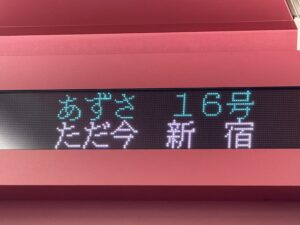 あずさ　１６号
ただ今　新　宿